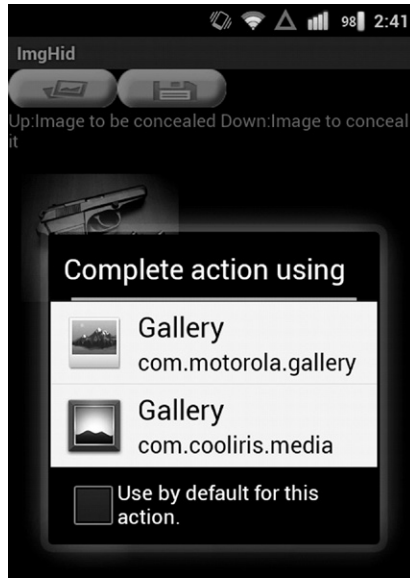 98 2:41
ImgHid
Up:Image to be concealed Down:Image to conceal
it
Complete action using
Gallery
com.motorola.gallery
Gallery
com.cooliris.media
Use by default for this
action.